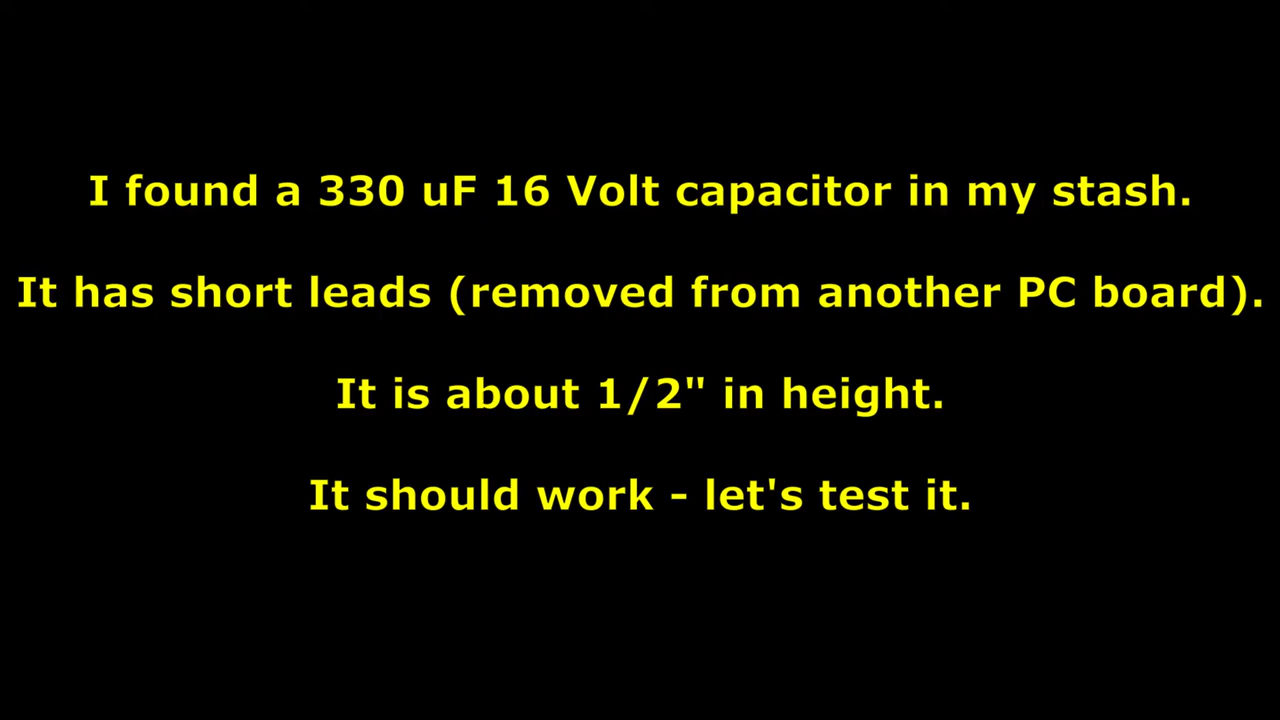 I found a 330 uF 16 Volt capacitor in my stash.
It has short leads (removed from another PC board).
It is about 1/2" in height.
It should work - let's test it.